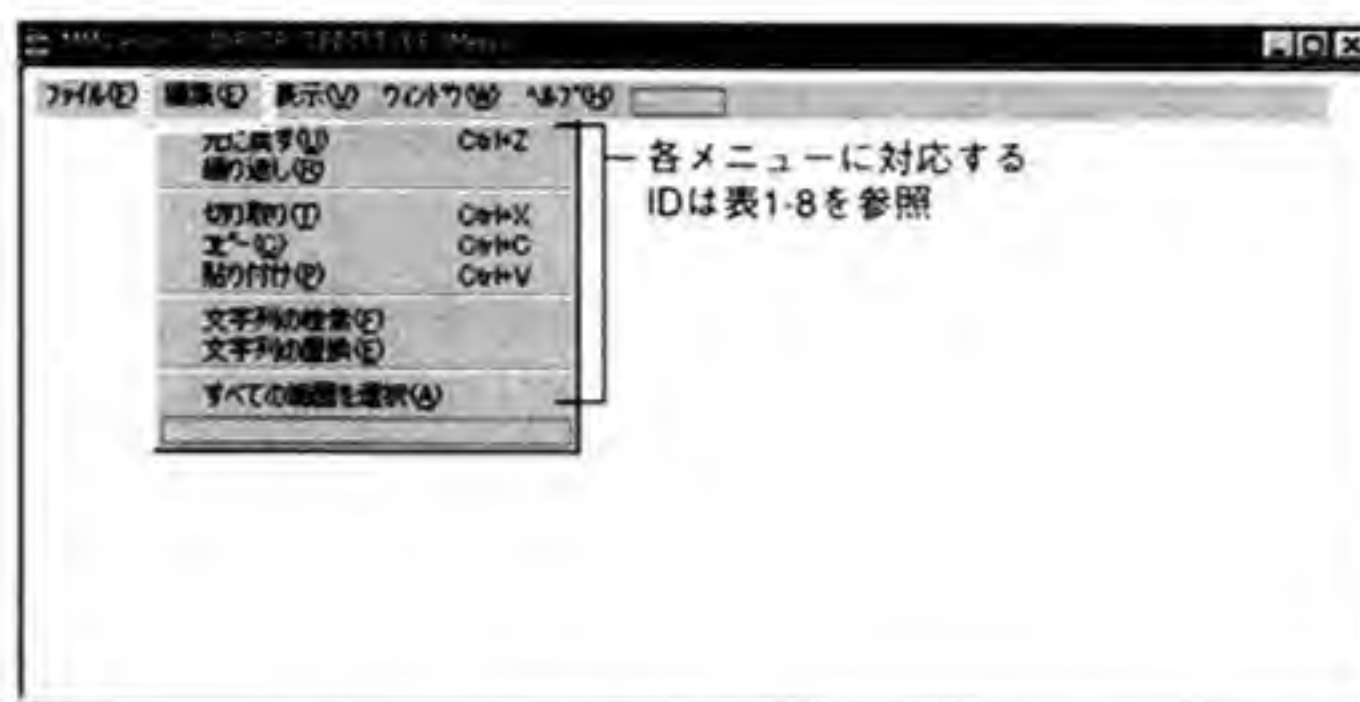 ファイル(F) 編集(E) 表示(V) ウィンドウ(W) ヘルプ(H)
元に戻す(U) Ctrl+Z
繰り返し(R)
切り取り(T) Ctrl+X
コピー(C) Ctrl+C
貼り付け(P) Ctrl+V
文字列の検索(F)
文字列の置換(E)
すべての範囲を選択(A)
各メニューに対応する
IDは表1-8を参照